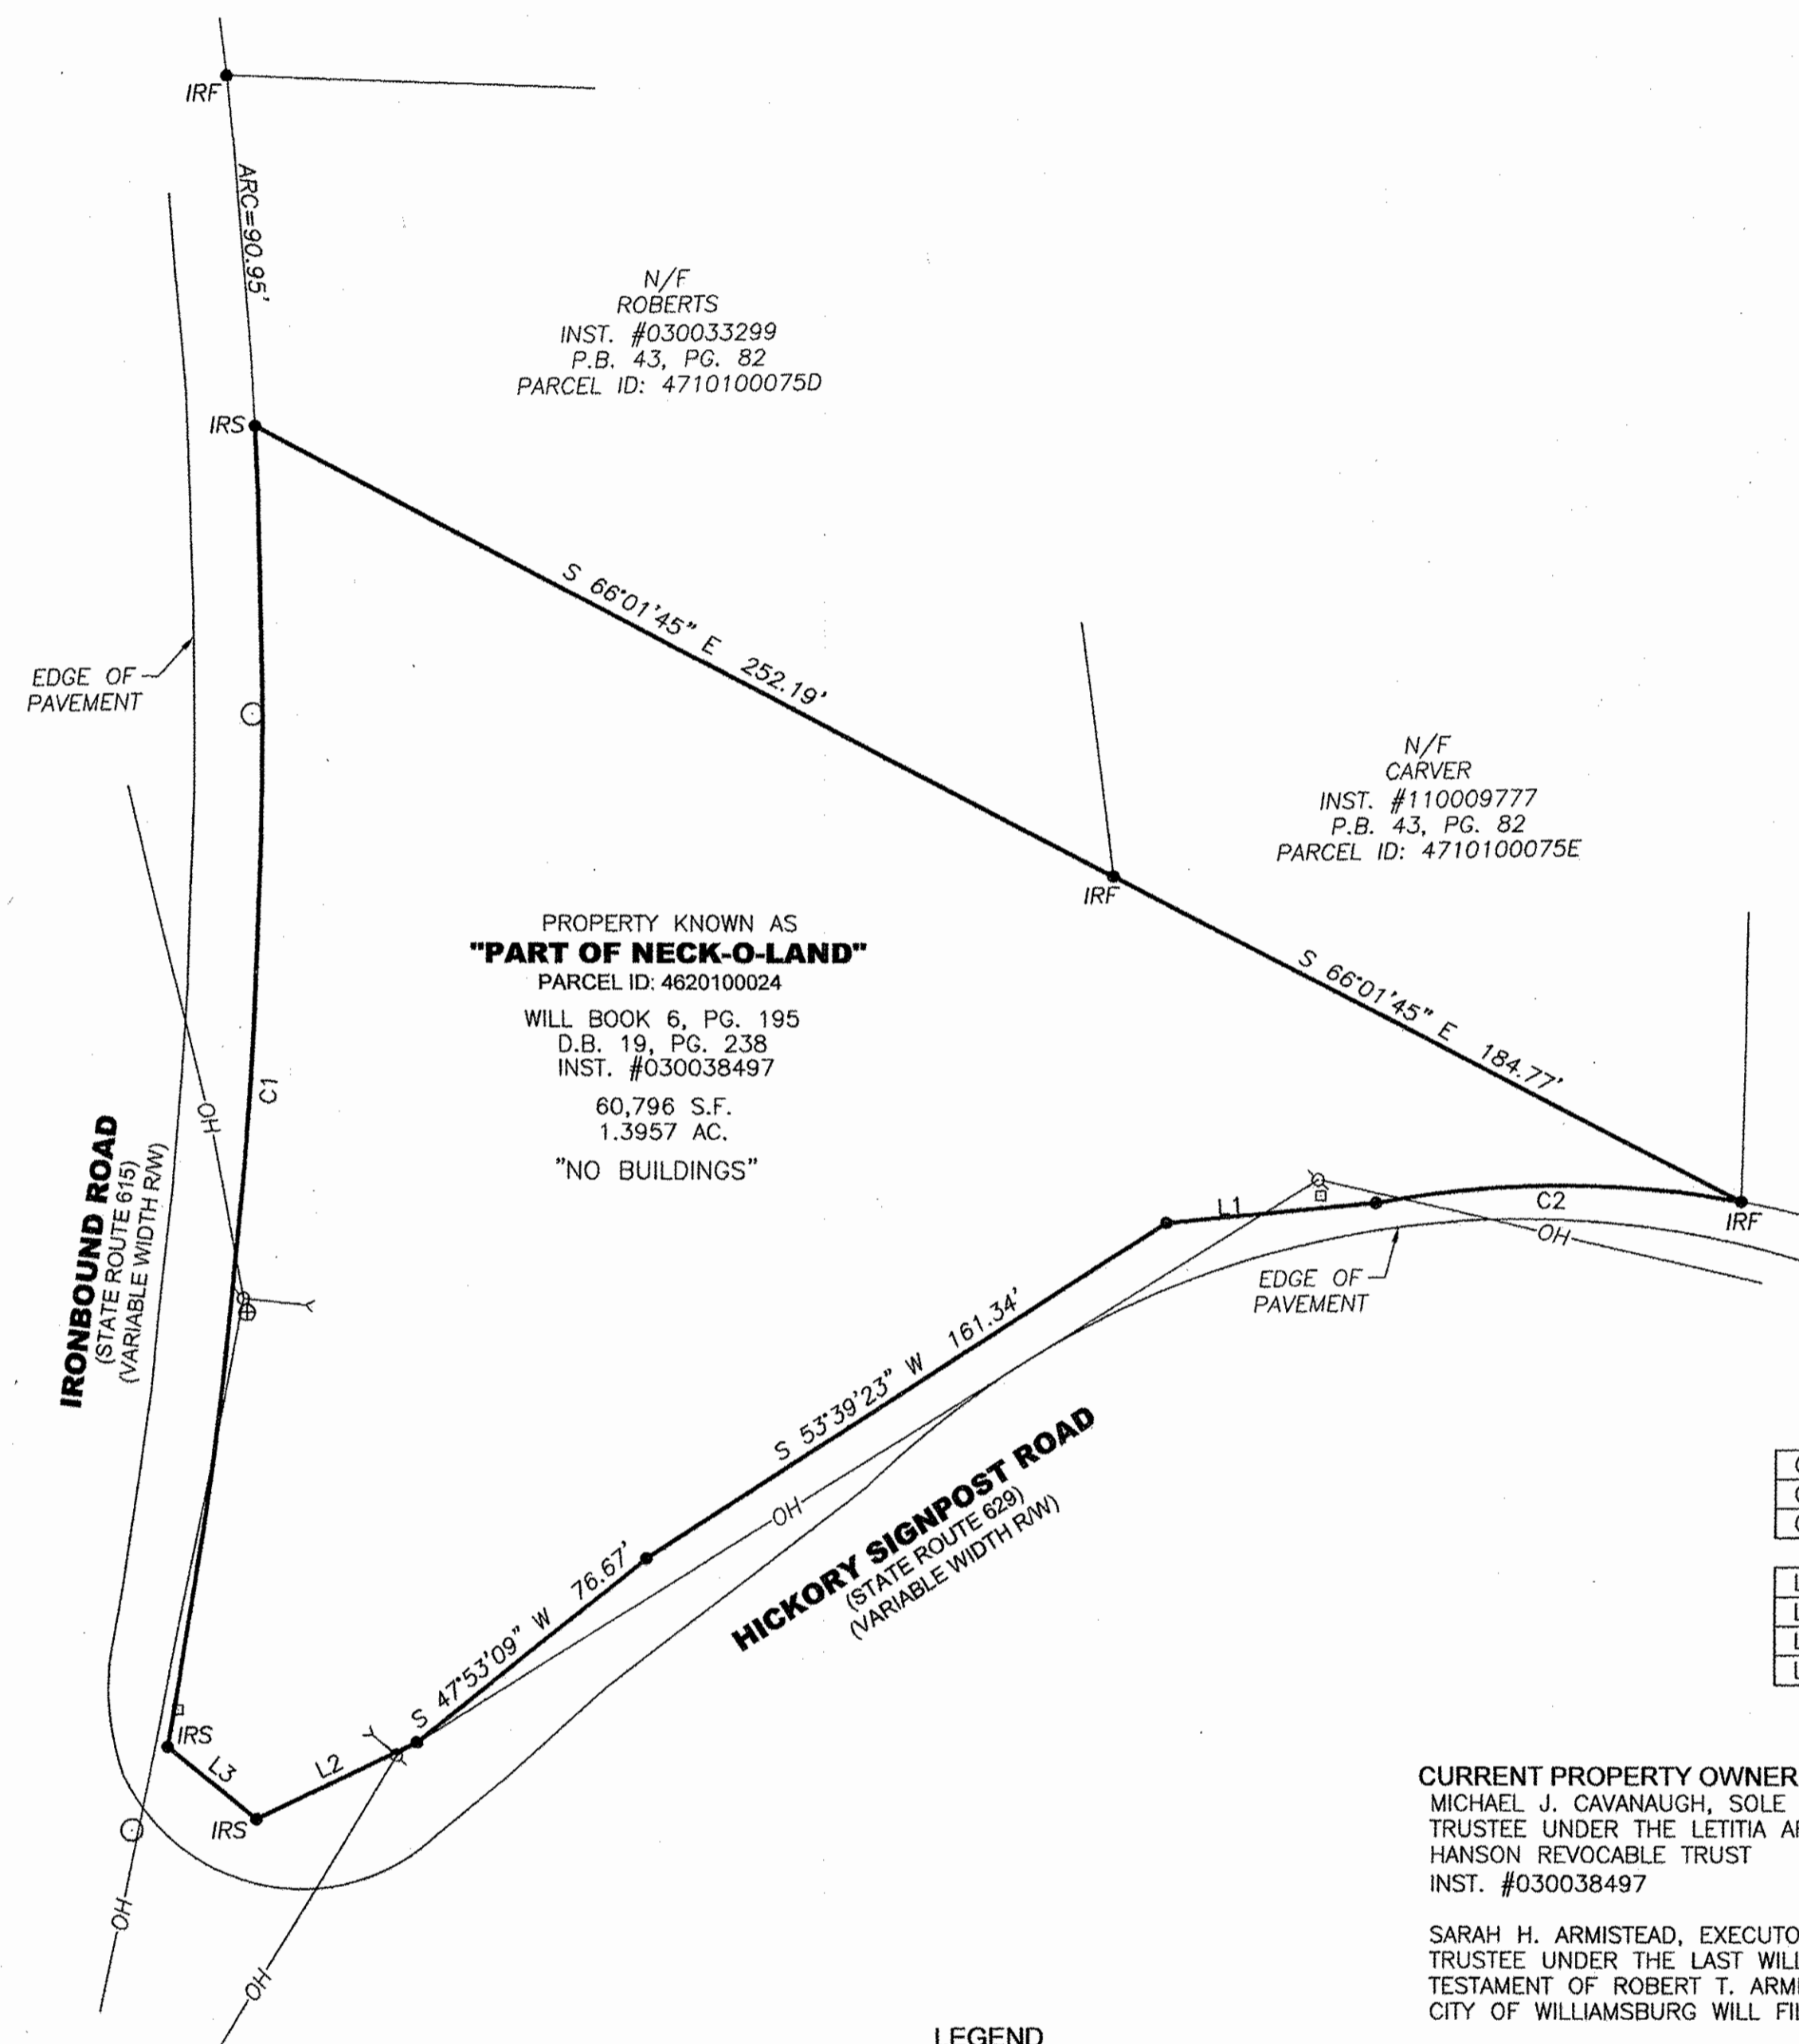 IRF
ARC=90.95'
N/F
ROBERTS
INST. #030033299
P.B. 43, PG. 82
PARCEL ID: 4710100075D
IRS
S 66°01'45" E 252.19'
EDGE OF
PAVEMENT
N/F
CARVER
INST. #110009777
P.B. 43, PG. 82
PARCEL ID: 4710100075E
IRF
PROPERTY KNOWN AS
"PART OF NECK-O-LAND"
PARCEL ID: 4620100024
WILL BOOK 6, PG. 195
D.B. 19, PG. 238
INST. #030038497
60,796 S.F.
1.3957 AC.
"NO BUILDINGS"
S 66°01'45" E 184.77'
C1
OH
IRONBOUND ROAD
(STATE ROUTE 615)
(VARIABLE WIDTH R/W)
L1
C2
IRF
OH
EDGE OF
PAVEMENT
S 53°39'23" W 161.34'
OH
HICKORY SIGNPOST ROAD
(STATE ROUTE 629)
(VARIABLE WIDTH R/W)
S 47°53'09" W 76.67'
IRS
L3
L2
IRS
OH
OH
CURRENT PROPERTY OWNER
MICHAEL J. CAVANAUGH, SOLE
TRUSTEE UNDER THE LETITIA
HANSON REVOCABLE TRUST
INST. #030038497
SARAH H. ARMISTEAD,
TRUSTEE UNDER THE LAST WILL
TESTAMENT OF ROBERT T.
CITY OF WILLIAMSBURG WILL
LEGEND